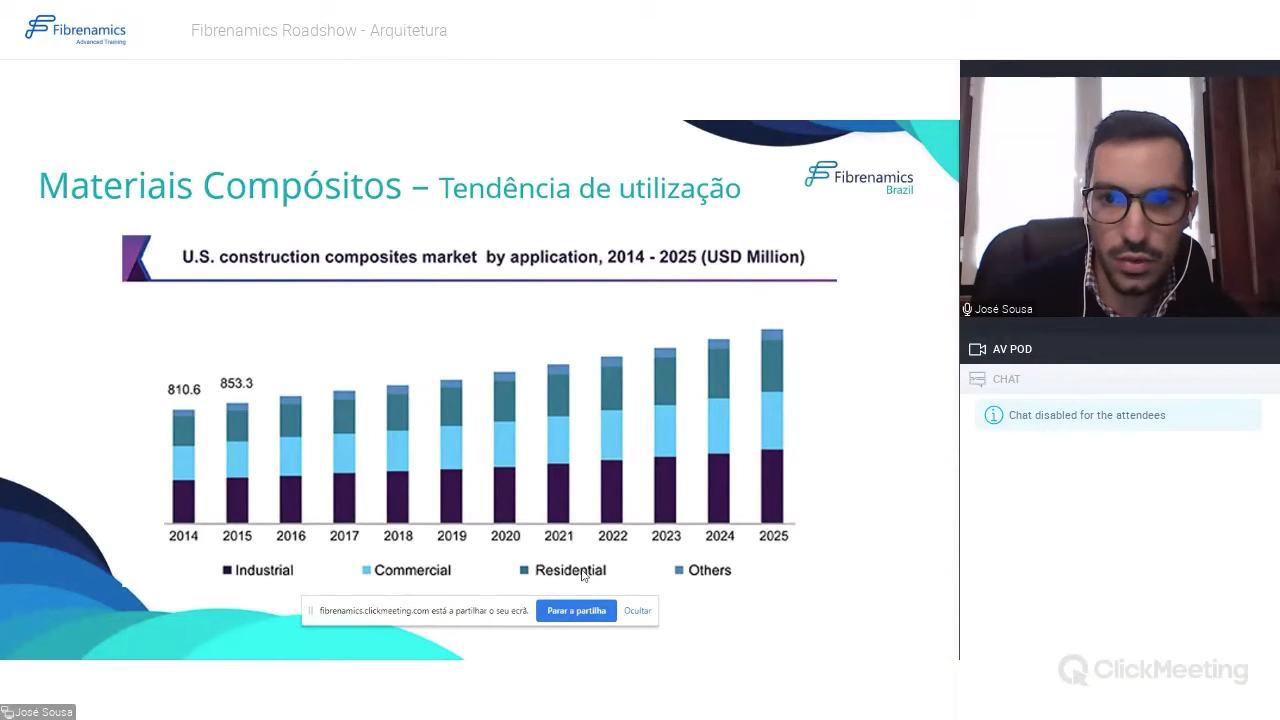 Fibrenamics
Advanced Training
Fibrenamics Roadshow - Arquitetura
Materiais Compósitos – Tendência de utilização
Fibrenamics
Brazil
U.S. construction composites market by application, 2014 - 2025 (USD Million)
810.6
853.3
2014 2015 2016 2017 2018 2019 2020 2021 2022 2023 2024 2025
Industrial Commercial Residential Others
fibrenamics.clickmeeting.com está a partilhar o seu ecrã. Parar a partilha Ocultar
José Sousa
AV POD
CHAT
Chat disabled for the attendees
ClickMeeting
José Sousa